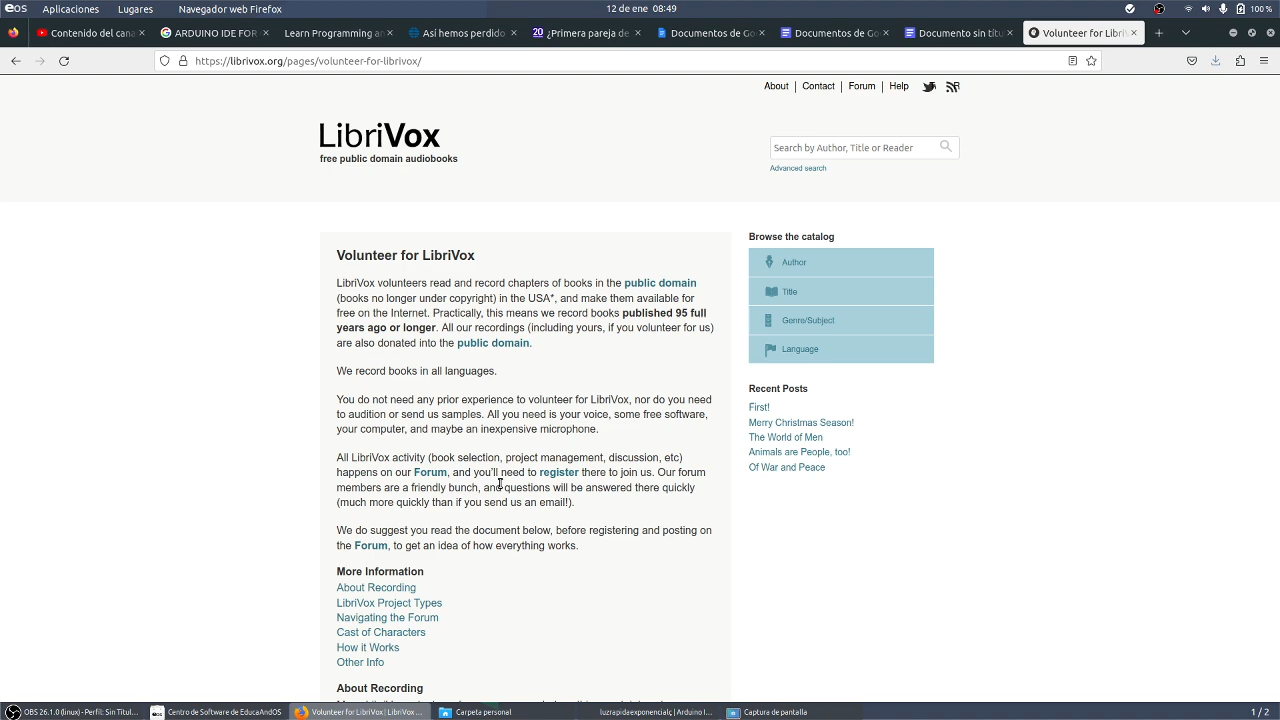 Aplicaciones
Lugares
Navegador web Firefox
12 de ene 08:49
100 %
Contenido del cana
ARDUINO IDE FOR
Learn Programming an
Así hemos perdido
20 ¿Primera pareja de
Documentos de Go
Documentos de Go
Documento sin títu
Volunteer for LibriV
https://librivox.org/pages/volunteer-for-librivox/
About | Contact | Forum | Help
LibriVox
free public domain audiobooks
Search by Author, Title or Reader
Advanced search
Volunteer for LibriVox
LibriVox volunteers read and record chapters of books in the public domain
(books no longer under copyright) in the USA*, and make them available for
free on the Internet. Practically, this means we record books published 95 full
years ago or longer. All our recordings (including yours, if you volunteer for us)
are also donated into the public domain.
We record books in all languages.
You do not need any prior experience to volunteer for LibriVox, nor do you need
to audition or send us samples. All you need is your voice, some free software,
your computer, and maybe an inexpensive microphone.
All LibriVox activity (book selection, project management, discussion, etc)
happens on our Forum, and you'll need to register there to join us. Our forum
members are a friendly bunch, and questions will be answered there quickly
(much more quickly than if you send us an email!).
We do suggest you read the document below, before registering and posting on
the Forum, to get an idea of how everything works.
More Information
About Recording
LibriVox Project Types
Navigating the Forum
Cast of Characters
How it Works
Other Info
About Recording
Browse the catalog
Author
Title
Genre/Subject
Language
Recent Posts
First!
Merry Christmas Season!
The World of Men
Animals are People, too!
Of War and Peace
OBS 26.1.0 (linux) - Perfil: Sin Titul...
Centro de Software de EducaAndOS
Volunteer for LibriVox | LibriVox ...
Carpeta personal
luzrapidaexponencialç | Arduino I...
Captura de pantalla
1 / 2